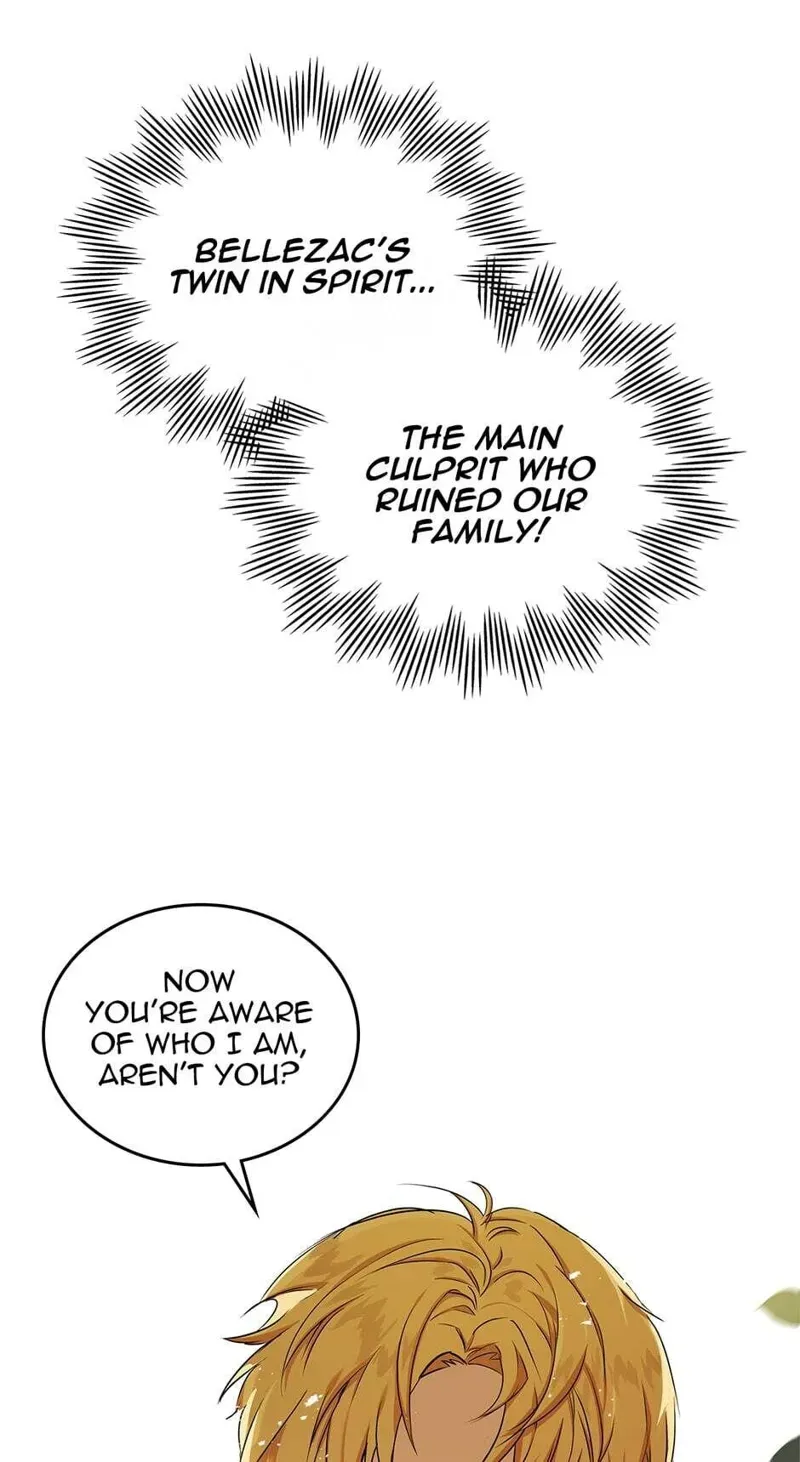 BELLEZAC'S
TWIN IN SPIRIT...
THE MAIN
CULPRIT WHO
RUINED OUR
FAMILY!
NOW
YOU'RE AWARE
OF WHO I AM,
AREN'T YOU?